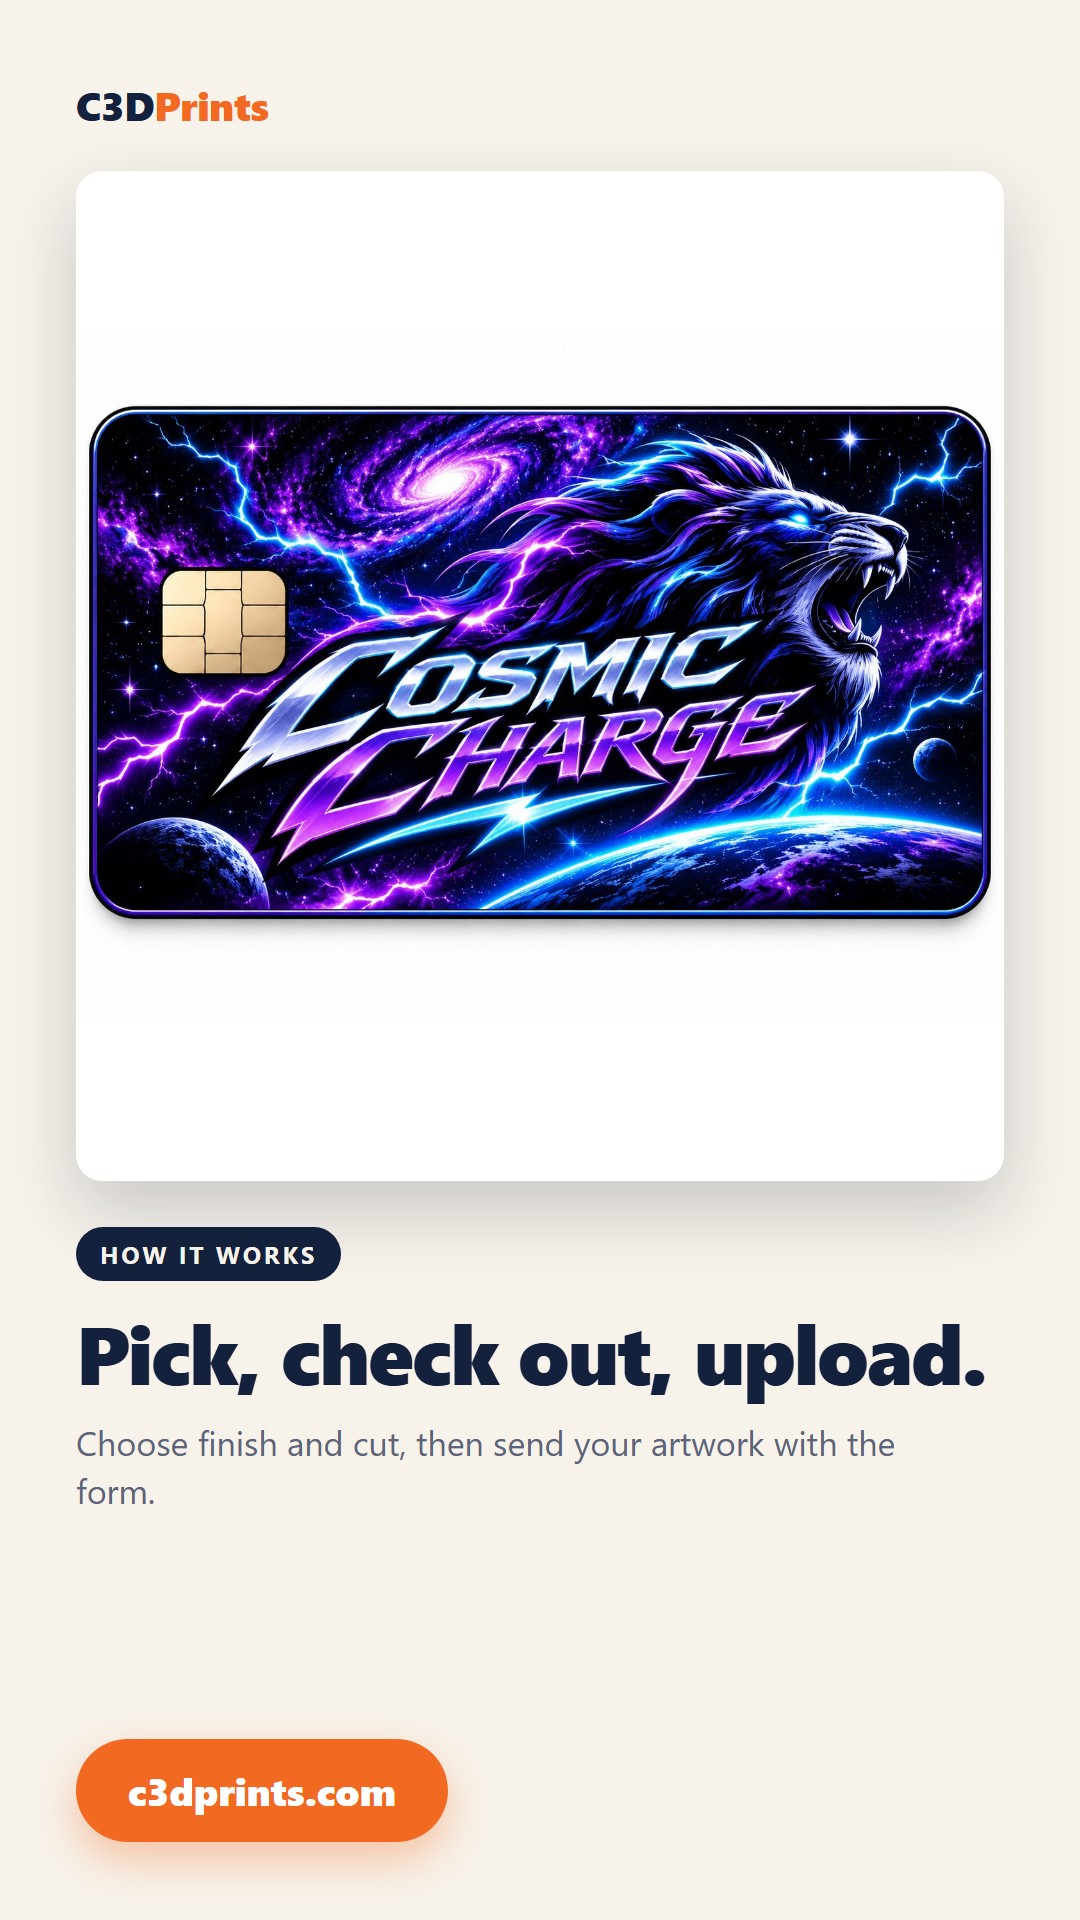 C3DPrints
COSMIC
CHARGE
HOW IT WORKS
Pick, check out, upload.
Choose finish and cut, then send your artwork with the
form.
c3dprints.com